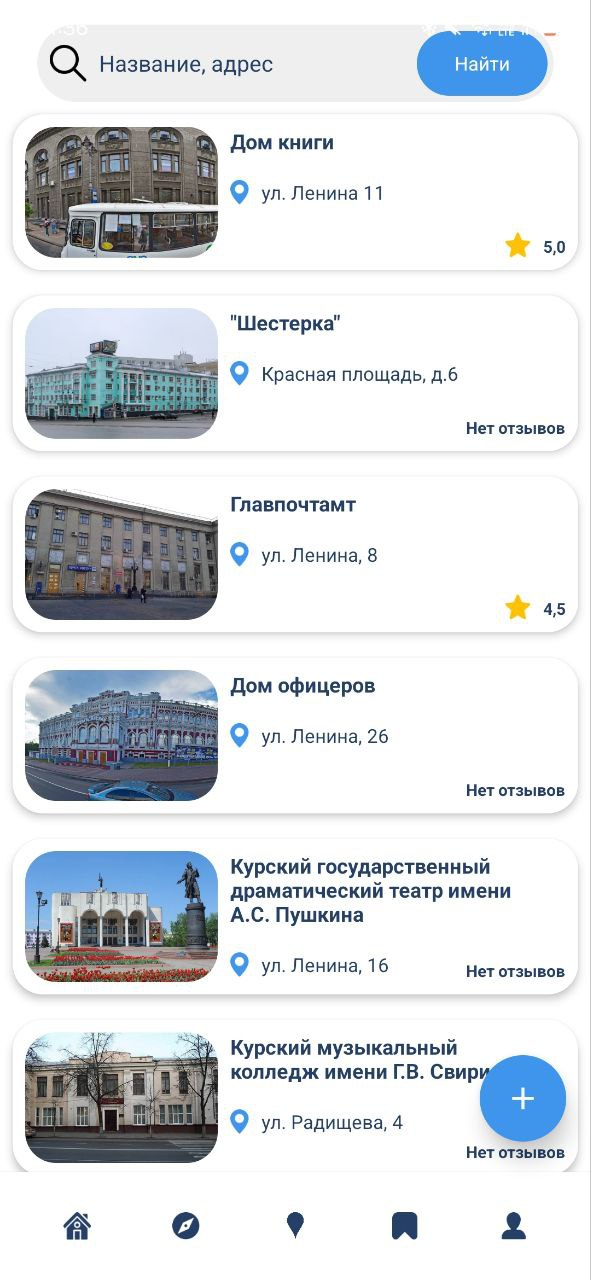 Название, адрес
Найти
Дом книги
ул. Ленина 11
5,0
"Шестерка"
Красная площадь, д.6
Нет отзывов
Главпочтамт
ул. Ленина, 8
4,5
Дом офицеров
ул. Ленина, 26
Нет отзывов
Курский государственный
драматический театр имени
А.С. Пушкина
ул. Ленина, 16
Нет отзывов
Курский музыкальный
колледж имени Г.В. Свири
ул. Радищева, 4
Нет отзывов